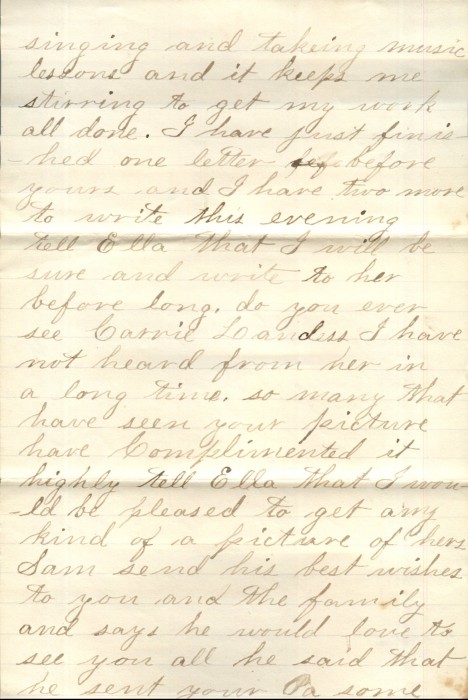 singing and takeing music
lessons and it keeps me
stirring to get my work
all done. I have just finis
-hed one letter before
yours and I have two more
to write this evening
tell Ella that I will be
sure and write to her
before long. do you ever
see Carrie Landess I have
not heard from her in
a long time. so many that
have seen your picture
have Complimented it
highly tell Ella that I wou-
-ld be pleased to get any
kind of a picture of hers
Sam send his best wishes
to you and the family
and says he would love to
see you all he said that
he sent your Pa some